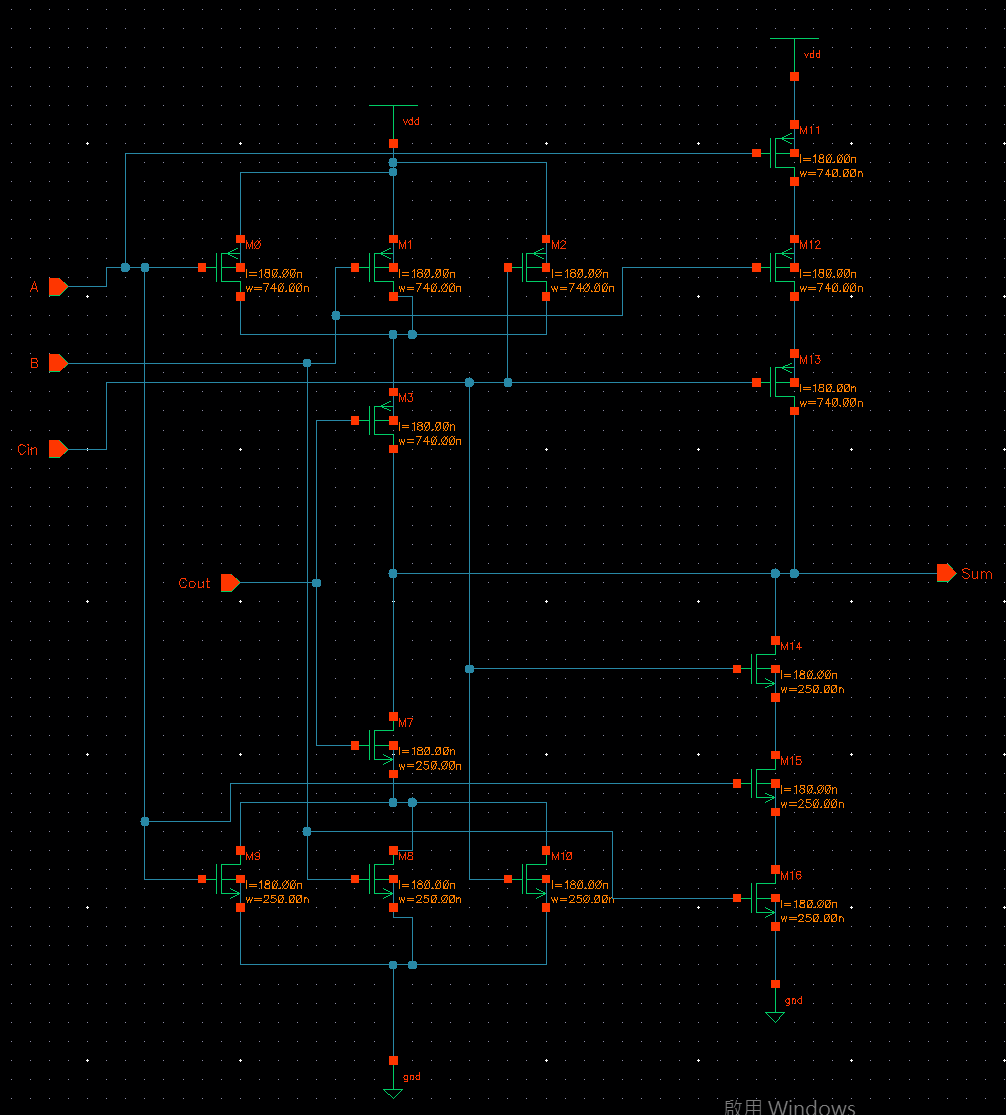 vdd
M11
l=180.00n
w=740.00n
vdd
M0
l=180.00n
w=740.00n
M1
l=180.00n
w=740.00n
M2
l=180.00n
w=740.00n
M12
l=180.00n
w=740.00n
A
B
M13
l=180.00n
w=740.00n
M3
l=180.00n
w=740.00n
Cin
Cout
Sum
M14
l=180.00n
w=250.00n
M7
l=180.00n
w=250.00n
M15
l=180.00n
w=250.00n
M9
l=180.00n
w=250.00n
M8
l=180.00n
w=250.00n
M10
l=180.00n
w=250.00n
M16
l=180.00n
w=250.00n
gnd
gnd
啟用 Windows